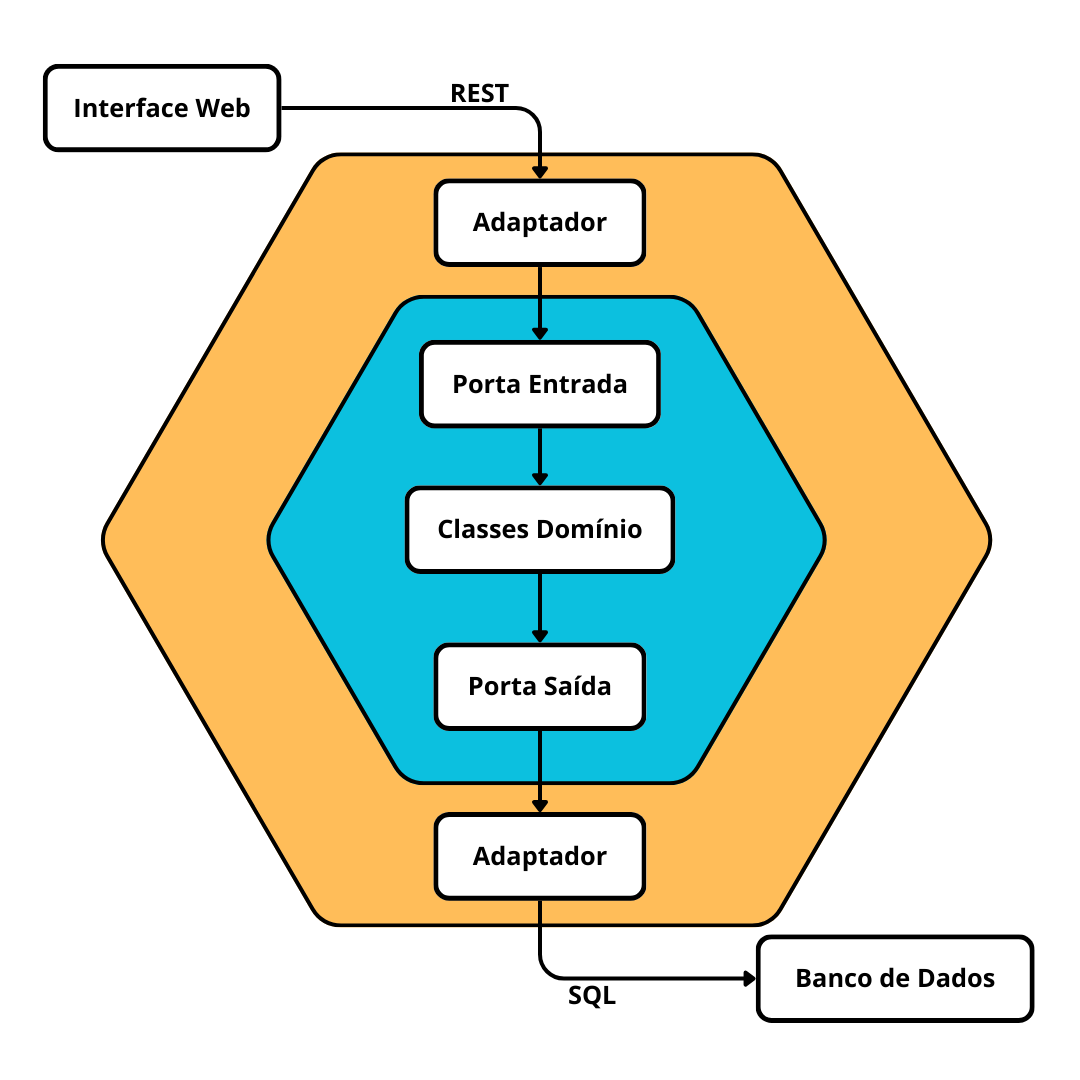 Interface Web
REST
Adaptador
Porta Entrada
Classes Domínio
Porta Saída
Adaptador
Banco de Dados
SQL